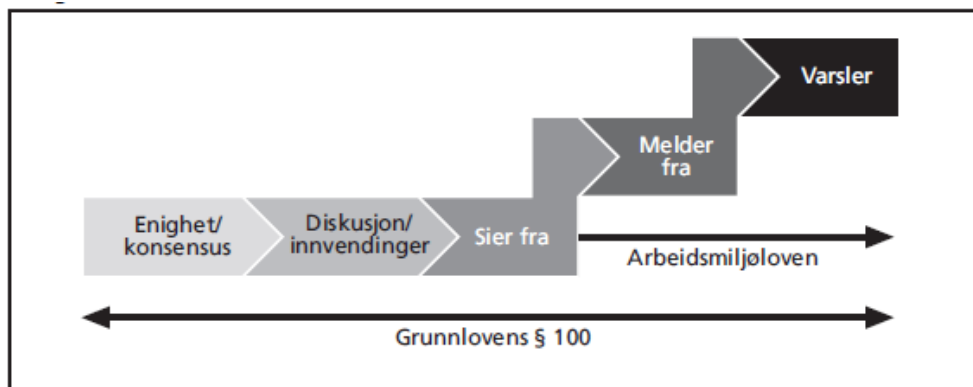 Varsler
Melder
fra
Enighet/
konsensus
Diskusjon/
innvendinger
Sier fra
Arbeidsmiljøloven
Grunnlovens § 100